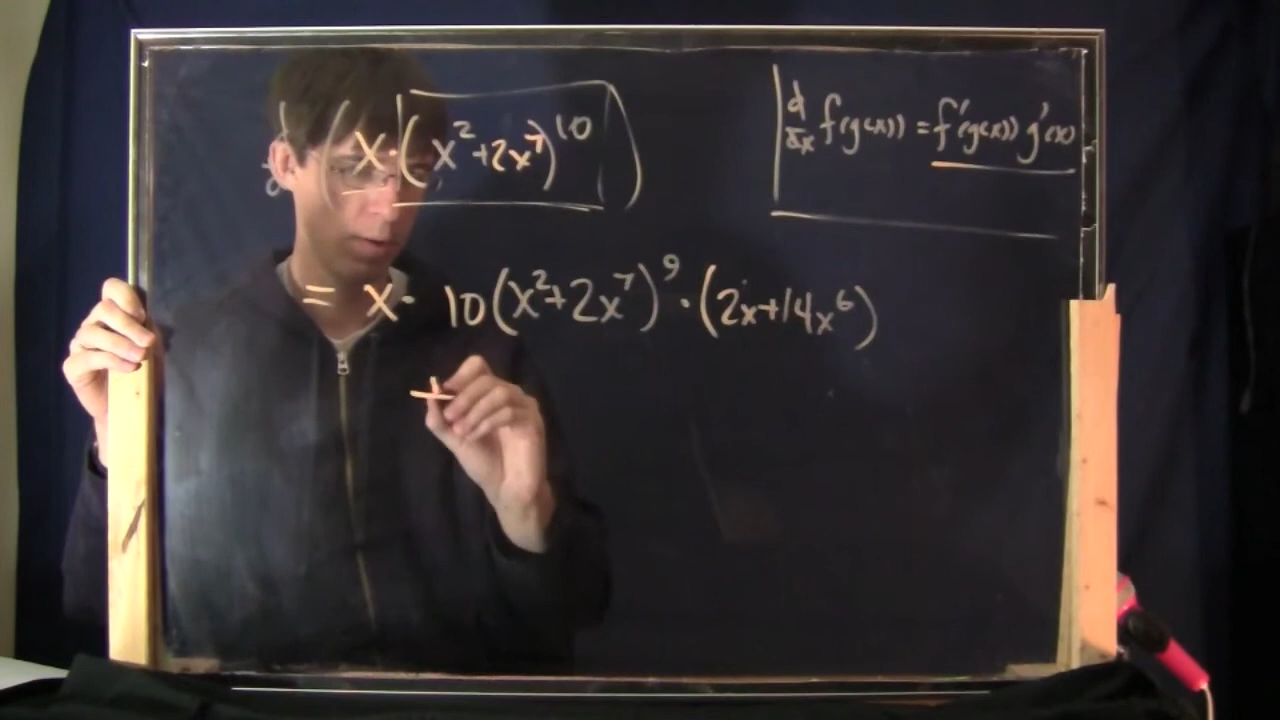 d/dx (x·(x²+2x⁷)¹⁰)
d/dx f(g(x)) = f'(g(x)) g'(x)
= x· 10(x²+2x⁷)⁹·(2x+14x⁶)
+